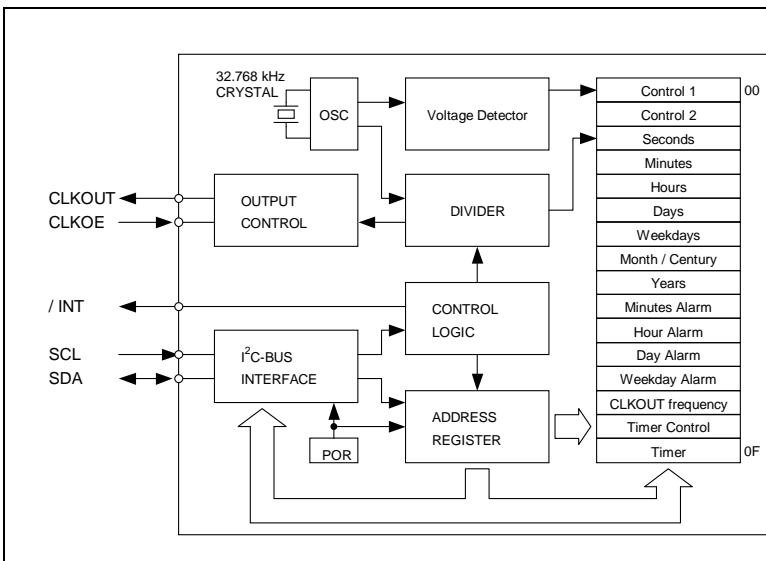 32.768 kHz
CRYSTAL
OSC
Voltage Detector
Control 1
00
Control 2
Seconds
Minutes
Hours
Days
Weekdays
Month / Century
Years
Minutes Alarm
Hour Alarm
Day Alarm
Weekday Alarm
CLKOUT frequency
Timer Control
Timer
0F
CLKOUT
CLKOE
OUTPUT
CONTROL
DIVIDER
/ INT
CONTROL
LOGIC
SCL
SDA
I²C-BUS
INTERFACE
ADDRESS
REGISTER
POR